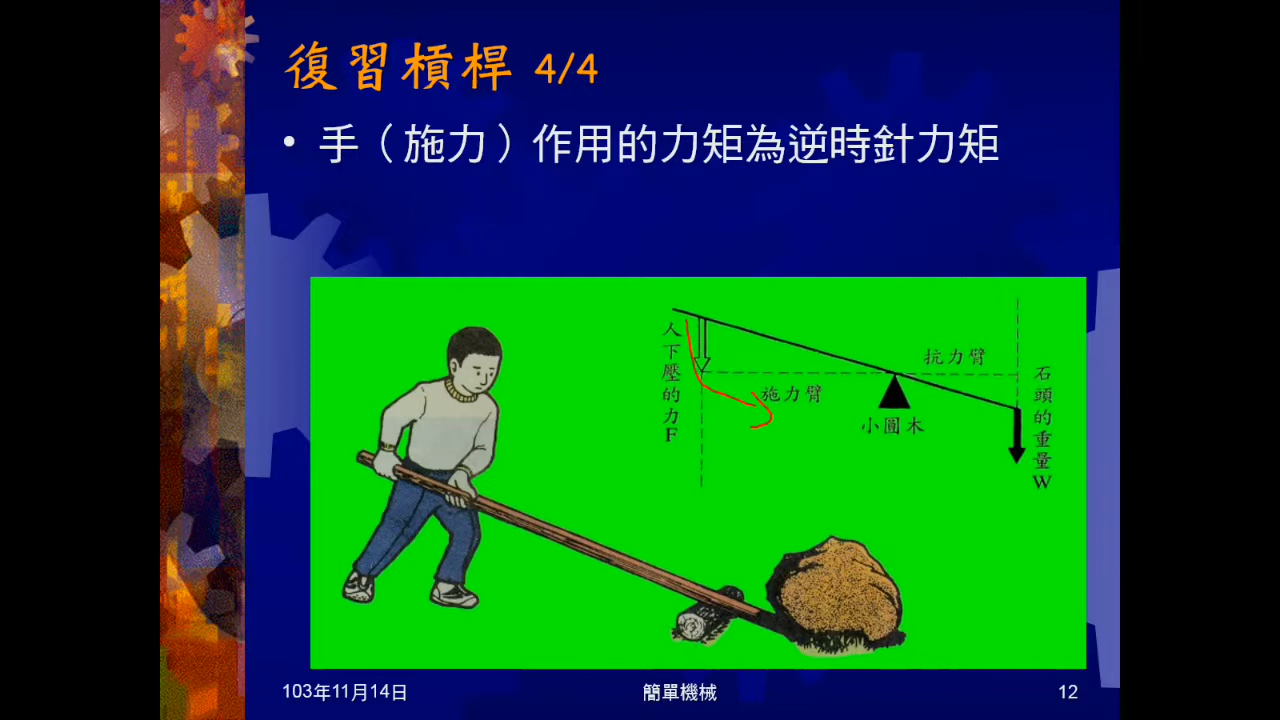 復習槓桿 4/4
• 手（施力）作用的力矩為逆時針力矩
人下壓的力F
施力臂
小圓木
抗力臂
石頭的重量W
103年11月14日
簡單機械
12